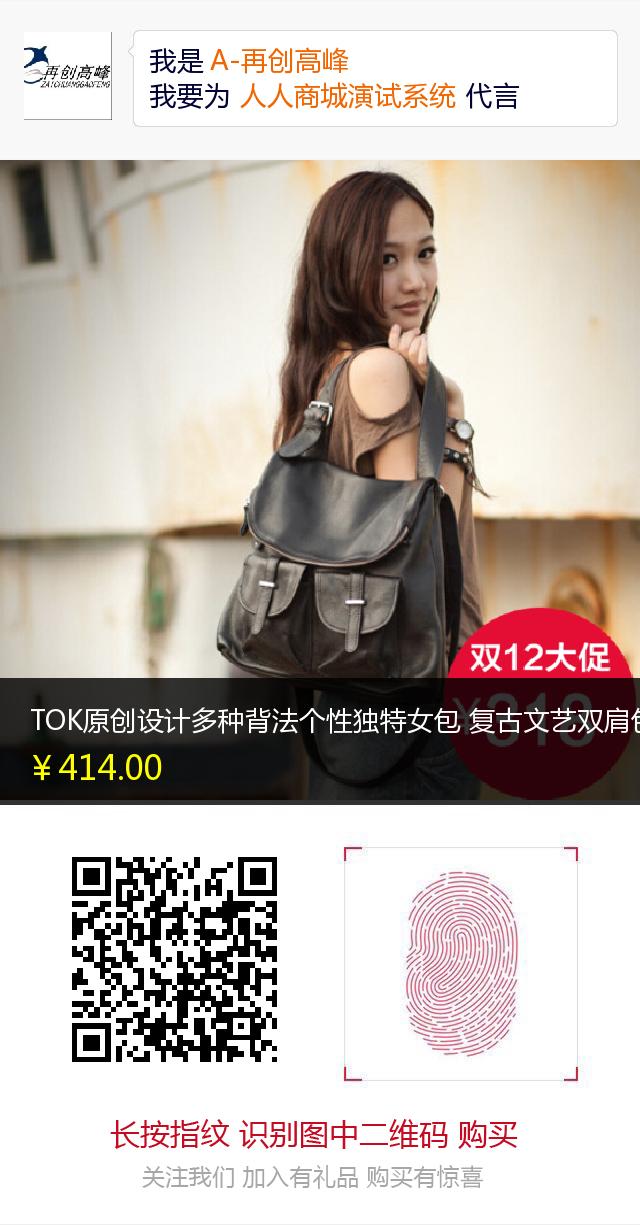 再创高峰
ZAICHUANGGAOFENG
我是 A-再创高峰
我要为 人人商城演试系统 代言
双12大促
TOK原创设计多种背法个性独特女包 复古文艺双肩包
¥414.00
长按指纹 识别图中二维码 购买
关注我们 加入有礼品 购买有惊喜